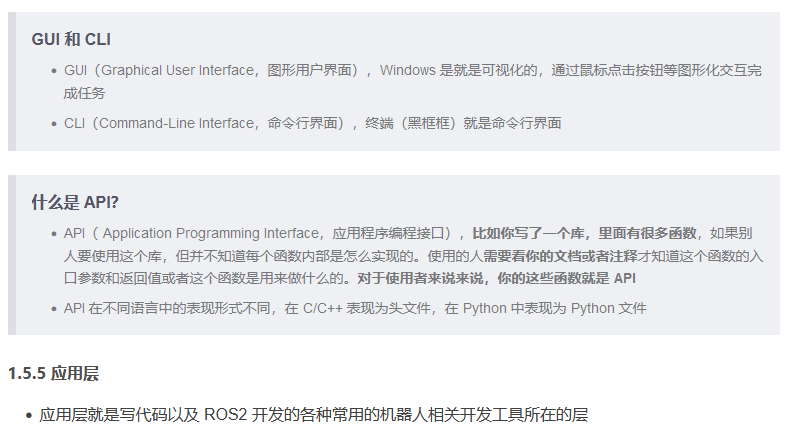 GUI 和 CLI
• GUI（Graphical User Interface，图形用户界面），Windows 是就是可视化的，通过鼠标点击按钮等图形化交互完
成任务
• CLI（Command-Line Interface，命令行界面），终端（黑框框）就是命令行界面
什么是 API？
• API（ Application Programming Interface，应用程序编程接口），比如你写了一个库，里面有很多函数，如果别
人要使用这个库，但并不知道每个函数内部是怎么实现的。使用的人需要看你的文档或者注释才知道这个函数的入
口参数和返回值或者这个函数是用来做什么的。对于使用者来说来说，你的这些函数就是 API
• API 在不同语言中的表现形式不同，在 C/C++ 表现为头文件，在 Python 中表现为 Python 文件
1.5.5 应用层
• 应用层就是写代码以及 ROS2 开发的各种常用的机器人相关开发工具所在的层